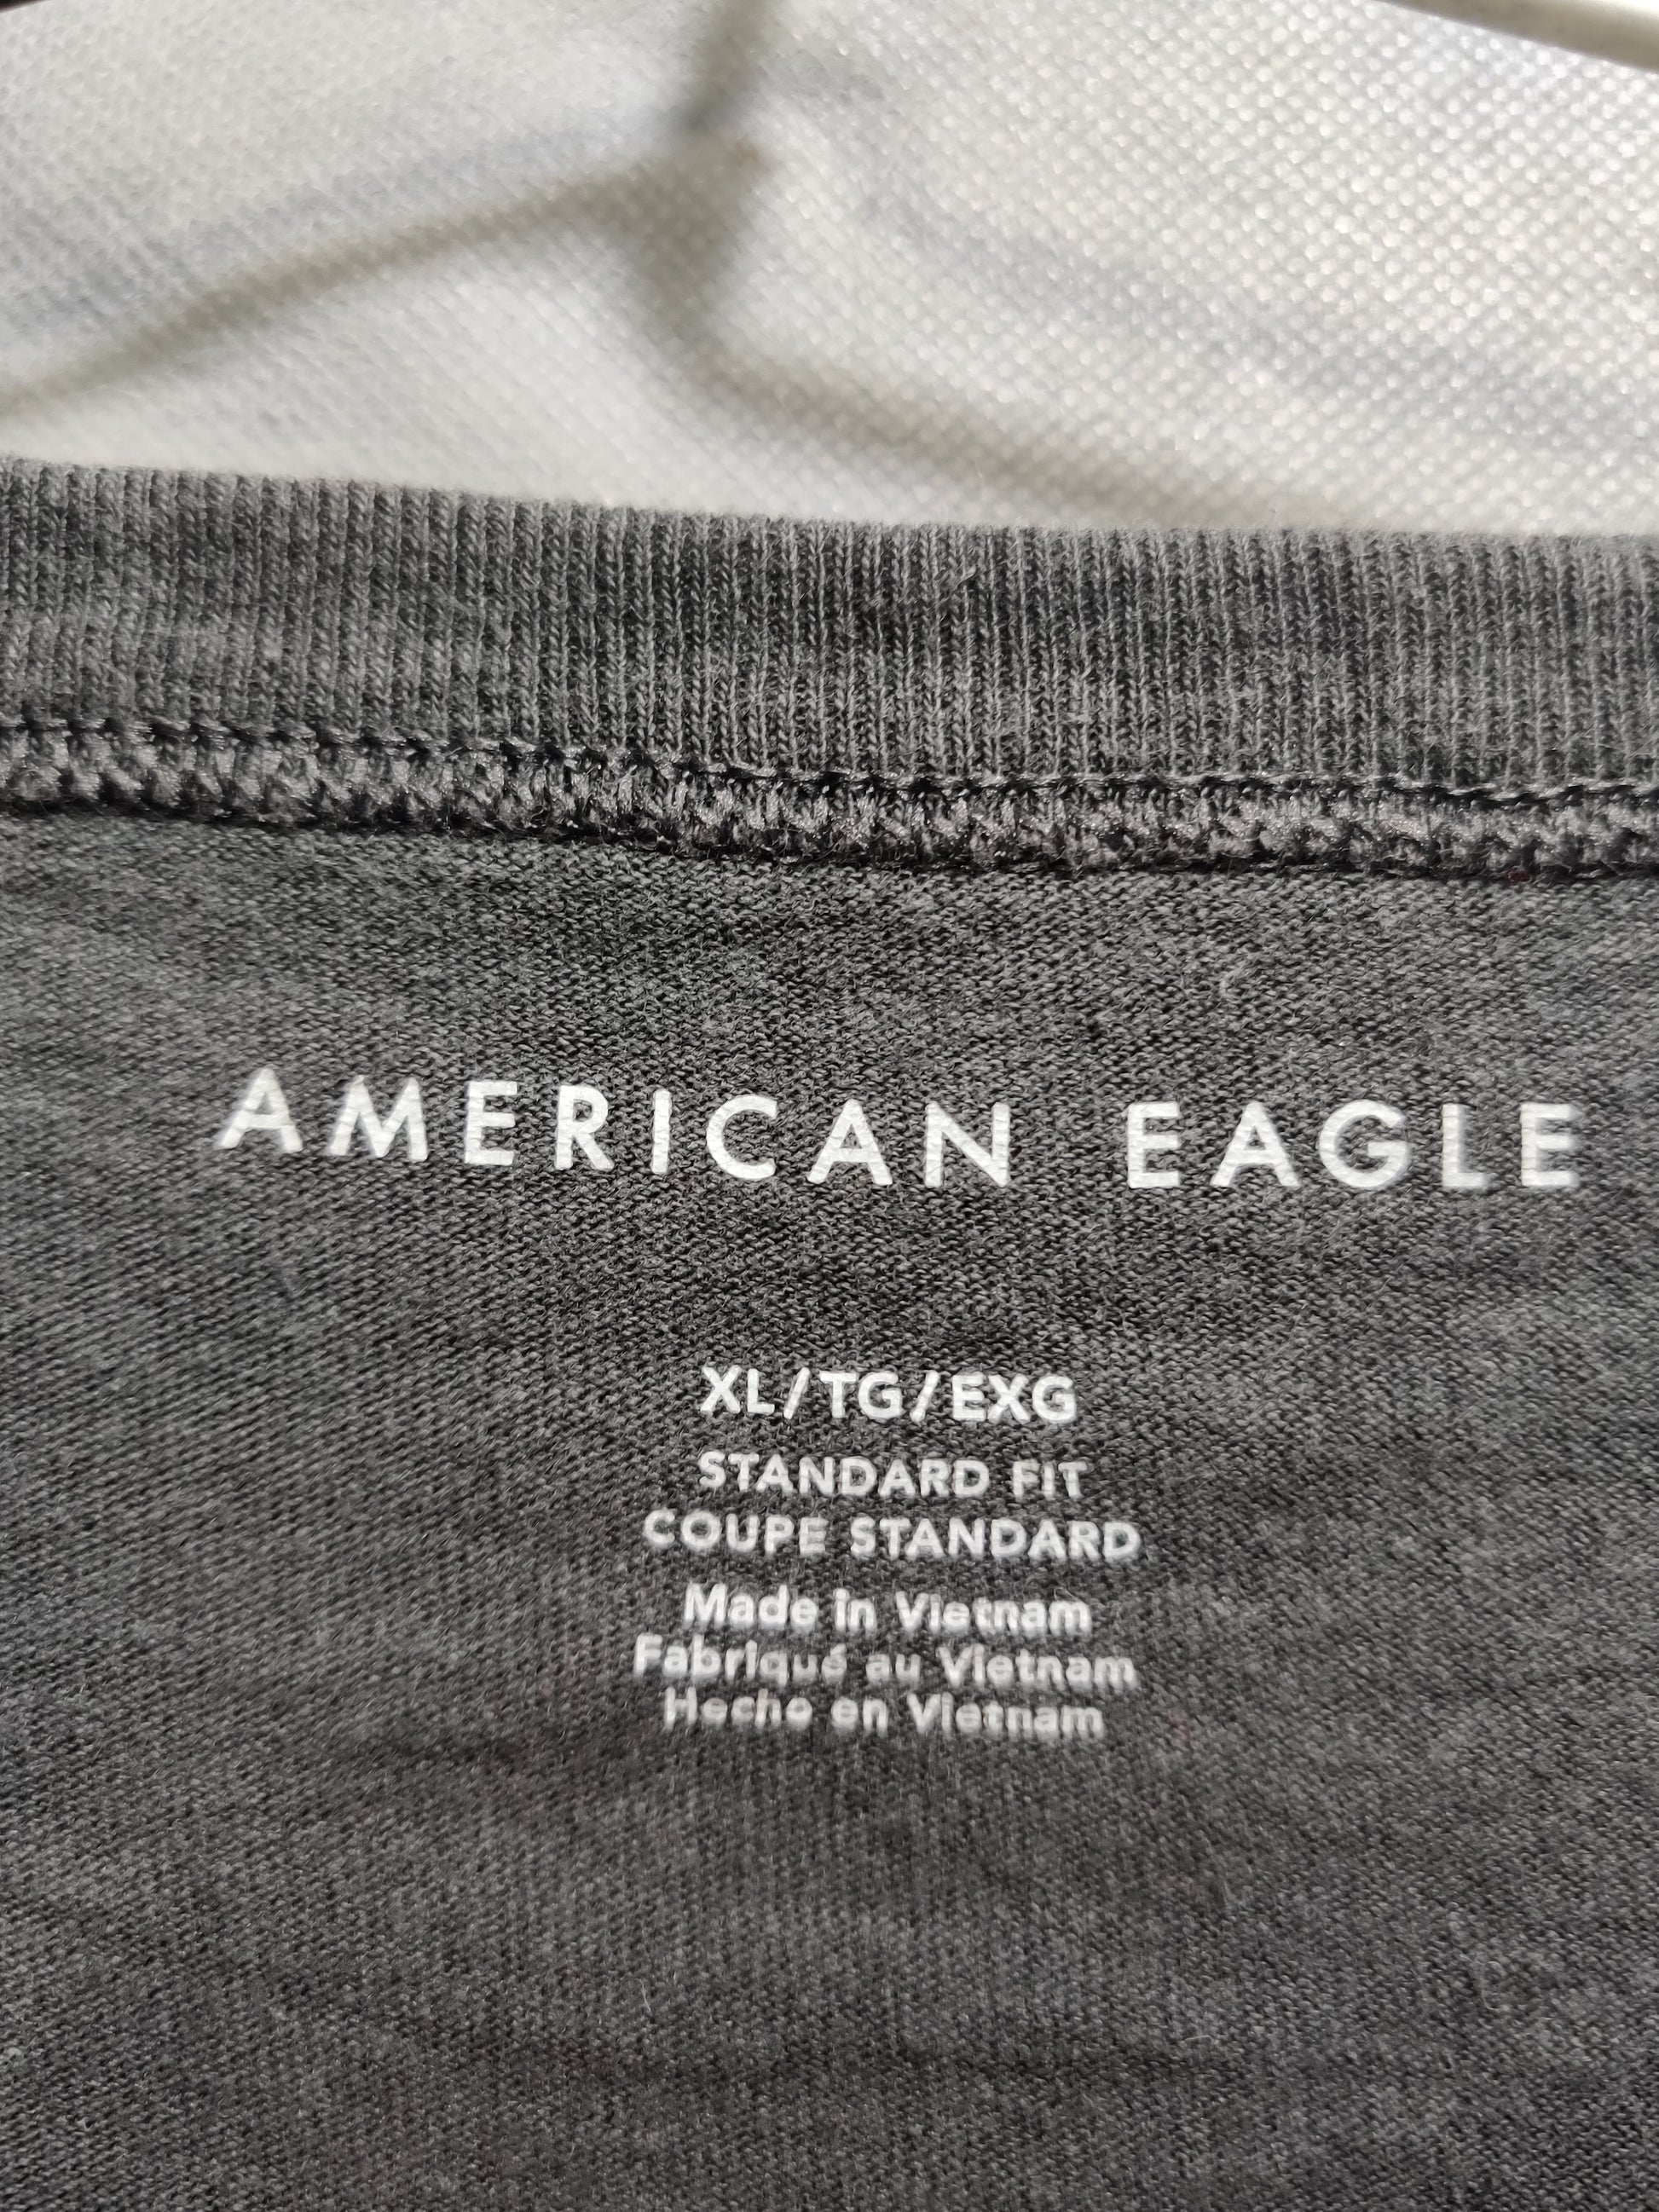 AMERICAN EAGLE
XL/TG/EXG
STANDARD FIT
COUPE STANDARD
Made in Vietnam
Fabriqué au Vietnam
Hecho en Vietnam